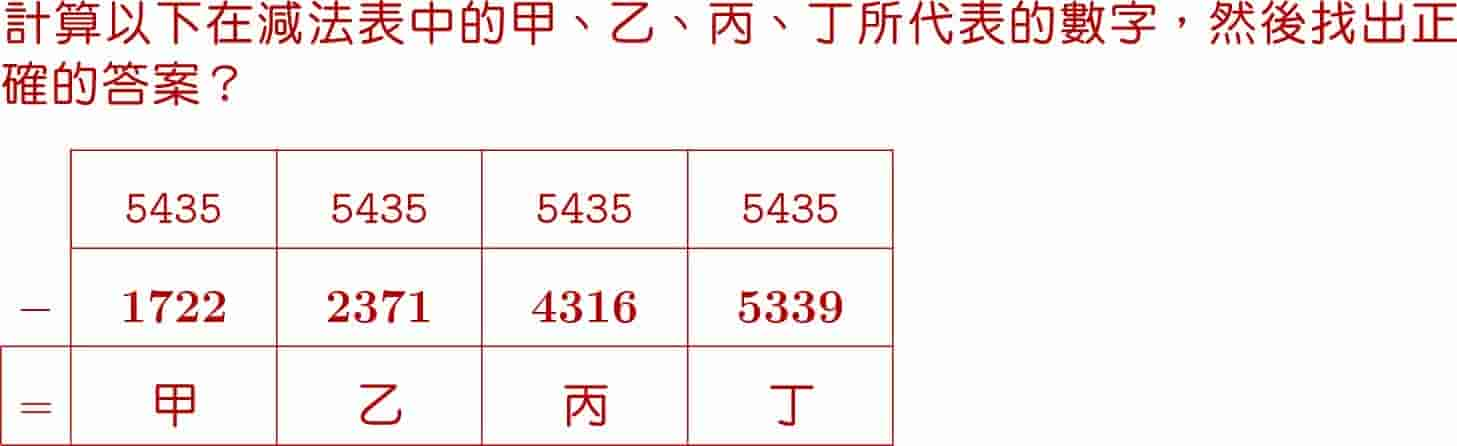 計算以下在減法表中的甲、乙、丙、丁所代表的數字，然後找出正
確的答案？
5435 5435 5435 5435
− 1722 2371 4316 5339
= 甲 乙 丙 丁